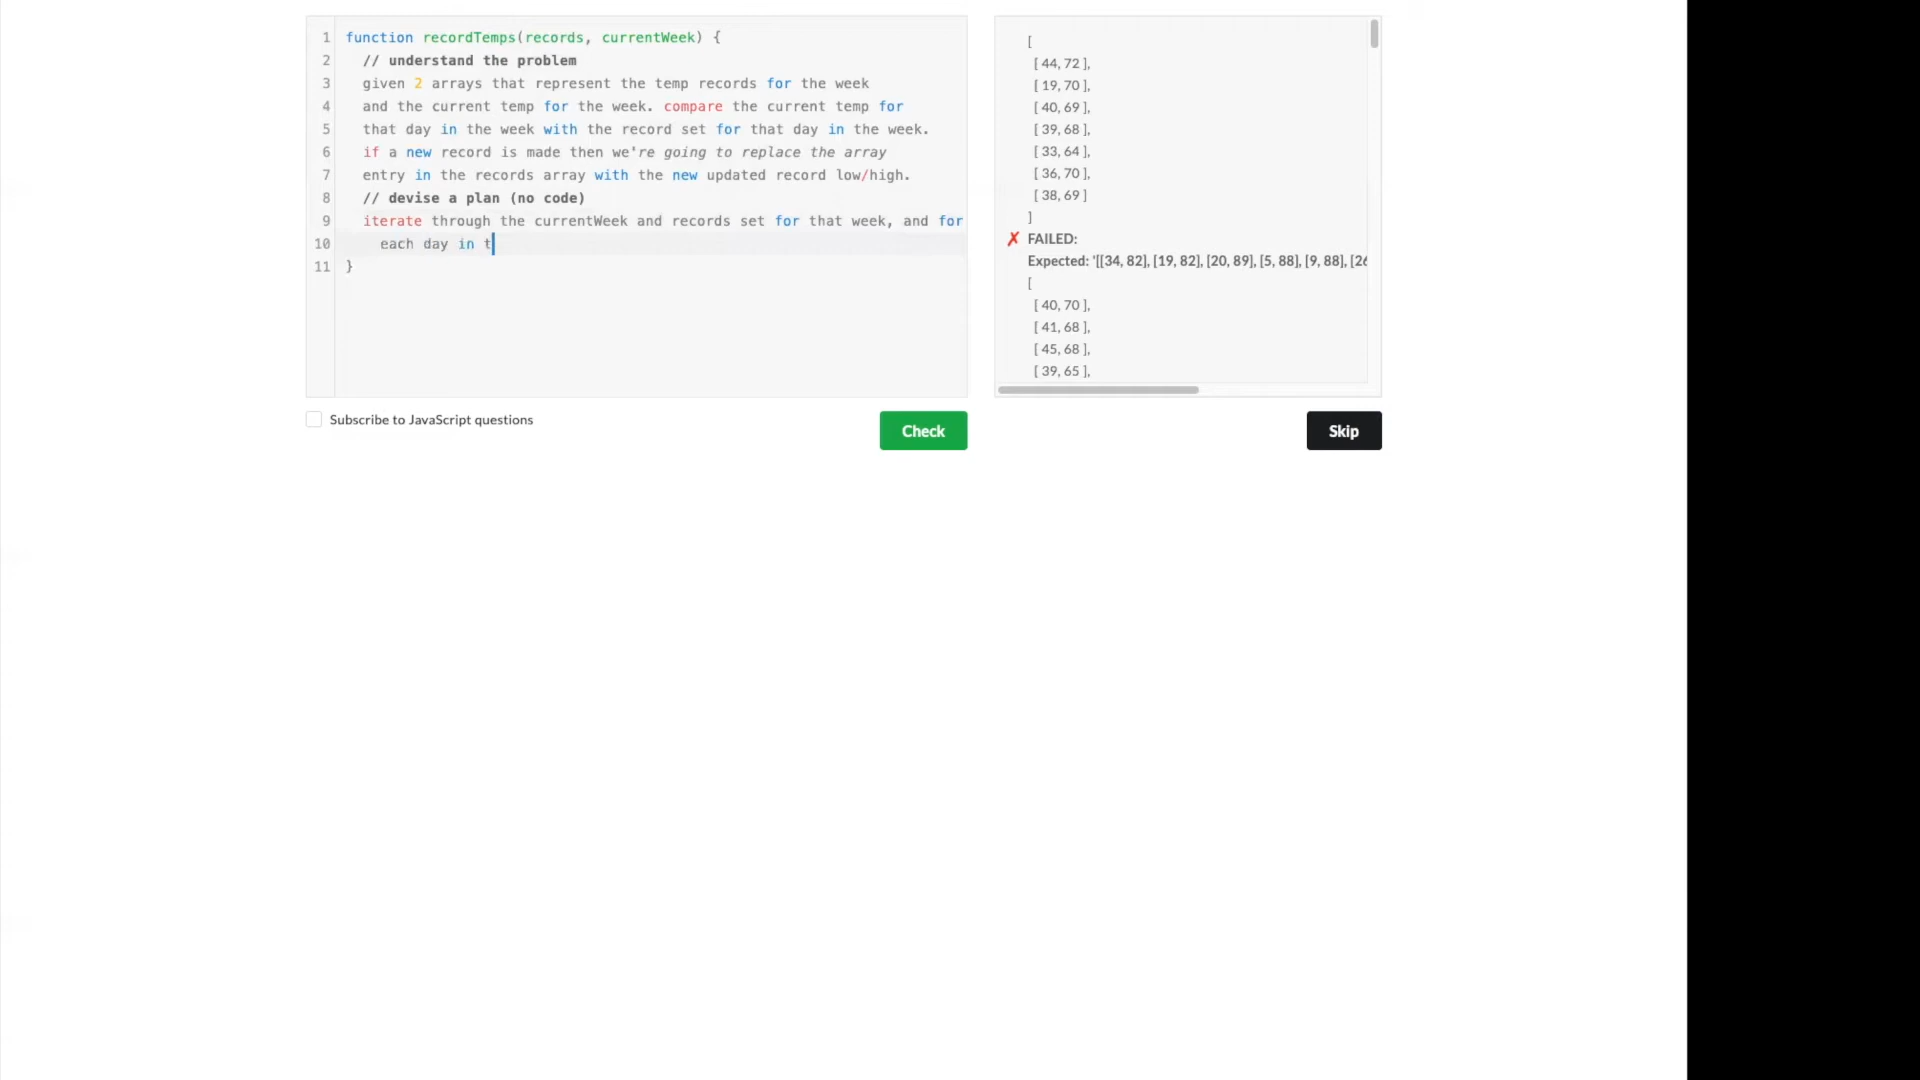 1 function recordTemps(records, currentWeek) {
2 // understand the problem
3 given 2 arrays that represent the temp records for the week
4 and the current temp for the week. compare the current temp for
5 that day in the week with the record set for that day in the week.
6 if a new record is made then we're going to replace the array
7 entry in the records array with the new updated record low/high.
8 // devise a plan (no code)
9 iterate through the currentWeek and records set for that week, and for
10 each day in t
11 }
Subscribe to JavaScript questions
Check
[
[ 44, 72 ],
[ 19, 70 ],
[ 40, 69 ],
[ 39, 68 ],
[ 33, 64 ],
[ 36, 70 ],
[ 38, 69 ]
]
✗ FAILED:
Expected: '[[34, 82], [19, 82], [20, 89], [5, 88], [9, 88], [26
[
[ 40, 70 ],
[ 41, 68 ],
[ 45, 68 ],
[ 39, 65 ],
Skip